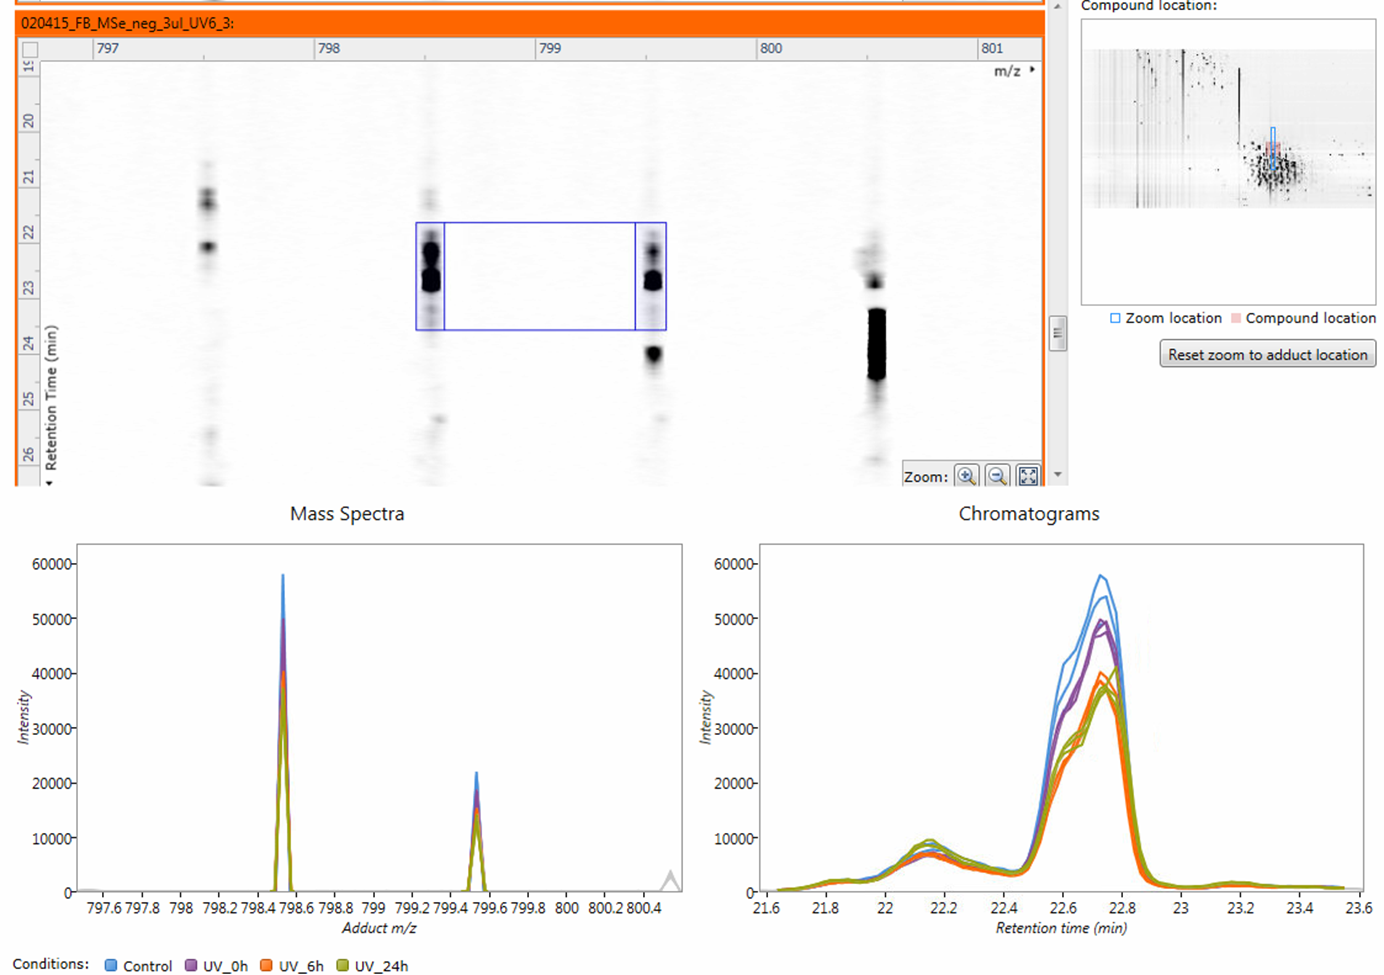 020415_FB_MSe_neg_3ul_UV6_3:
797 798 799 800 801
m/z
19
20
21
22
23
24
25
26
Retention Time (min)
Zoom:
Compound location:
Zoom location Compound location
Reset zoom to adduct location
Mass Spectra
60000
50000
40000
30000
20000
10000
0
Intensity
797.6 797.8 798 798.2 798.4 798.6 798.8 799 799.2 799.4 799.6 799.8 800 800.2 800.4
Adduct m/z
Chromatograms
60000
50000
40000
30000
20000
10000
0
Intensity
21.6 21.8 22 22.2 22.4 22.6 22.8 23 23.2 23.4 23.6
Retention time (min)
Conditions: Control UV_0h UV_6h UV_24h